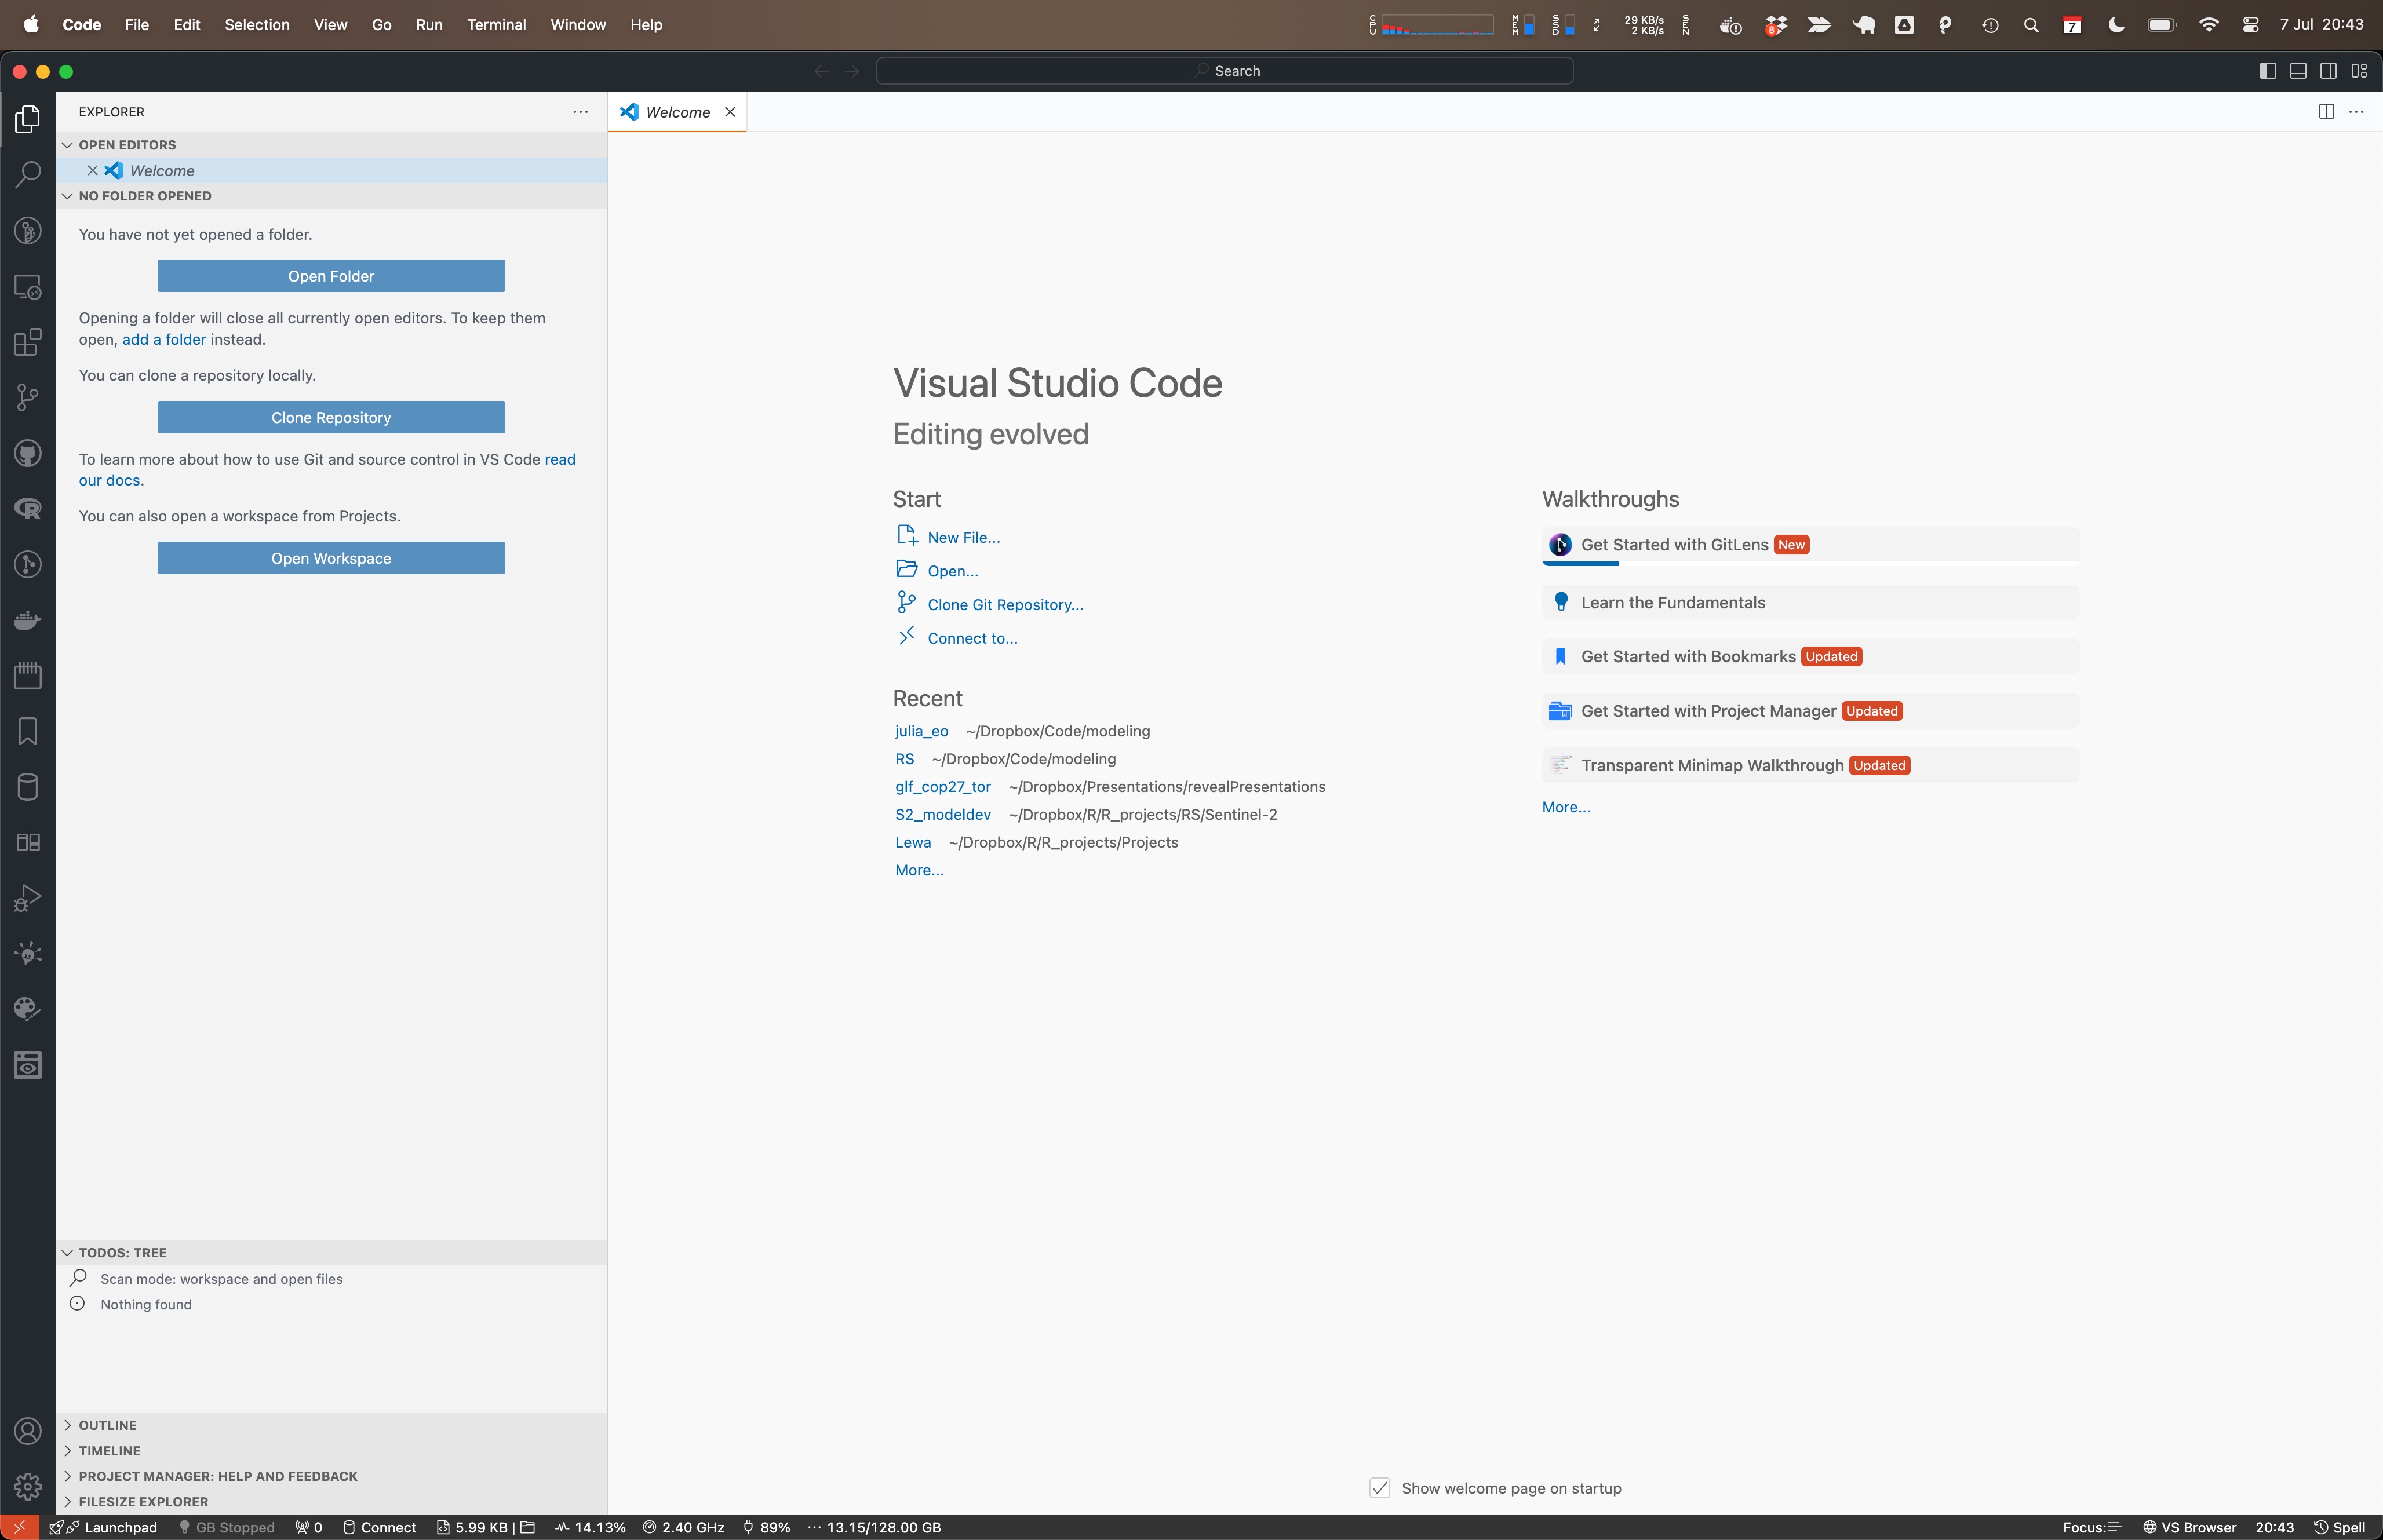 Code File Edit Selection View Go Run Terminal Window Help
CPU MEM SSD 29 KB/s 2 KB/s SEN 8 7 7 Jul 20:43
Search
EXPLORER
Welcome
OPEN EDITORS
Welcome
NO FOLDER OPENED
You have not yet opened a folder.
Open Folder
Opening a folder will close all currently open editors. To keep them
open, add a folder instead.
You can clone a repository locally.
Clone Repository
To learn more about how to use Git and source control in VS Code read
our docs.
You can also open a workspace from Projects.
Open Workspace
TODOS: TREE
Scan mode: workspace and open files
Nothing found
OUTLINE
TIMELINE
PROJECT MANAGER: HELP AND FEEDBACK
FILESIZE EXPLORER
Visual Studio Code
Editing evolved
Start
New File...
Open...
Clone Git Repository...
Connect to...
Recent
julia_eo ~/Dropbox/Code/modeling
RS ~/Dropbox/Code/modeling
glf_cop27_tor ~/Dropbox/Presentations/revealPresentations
S2_modeldev ~/Dropbox/R/R_projects/RS/Sentinel-2
Lewa ~/Dropbox/R/R_projects/Projects
More...
Walkthroughs
Get Started with GitLens New
Learn the Fundamentals
Get Started with Bookmarks Updated
Get Started with Project Manager Updated
Transparent Minimap Walkthrough Updated
More...
Show welcome page on startup
Launchpad GB Stopped 0 Connect 5.99 KB | 14.13% 2.40 GHz 89% ··· 13.15/128.00 GB Focus: VS Browser 20:43 Spell